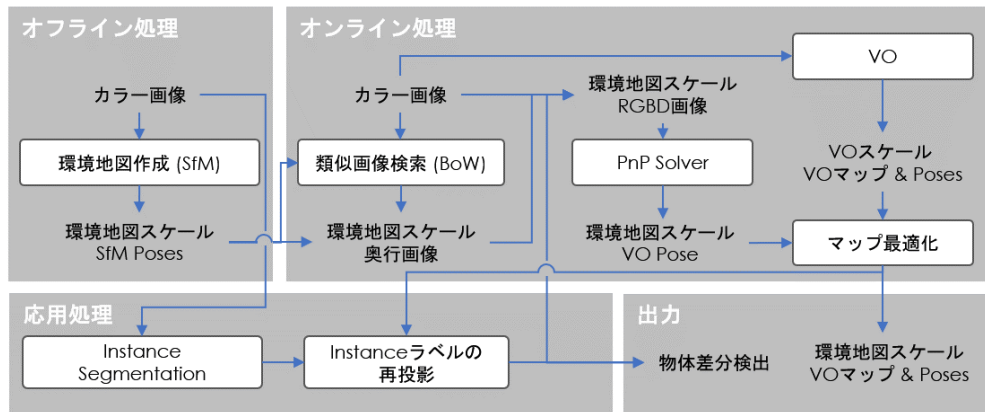 オフライン処理
カラー画像
環境地図作成 (SfM)
環境地図スケール
SfM Poses
オンライン処理
カラー画像
類似画像検索 (BoW)
環境地図スケール
奥行画像
環境地図スケール
RGBD画像
PnP Solver
環境地図スケール
VO Pose
VO
VOスケール
VOマップ & Poses
マップ最適化
応用処理
Instance
Segmentation
Instanceラベルの
再投影
出力
物体差分検出
環境地図スケール
VOマップ & Poses